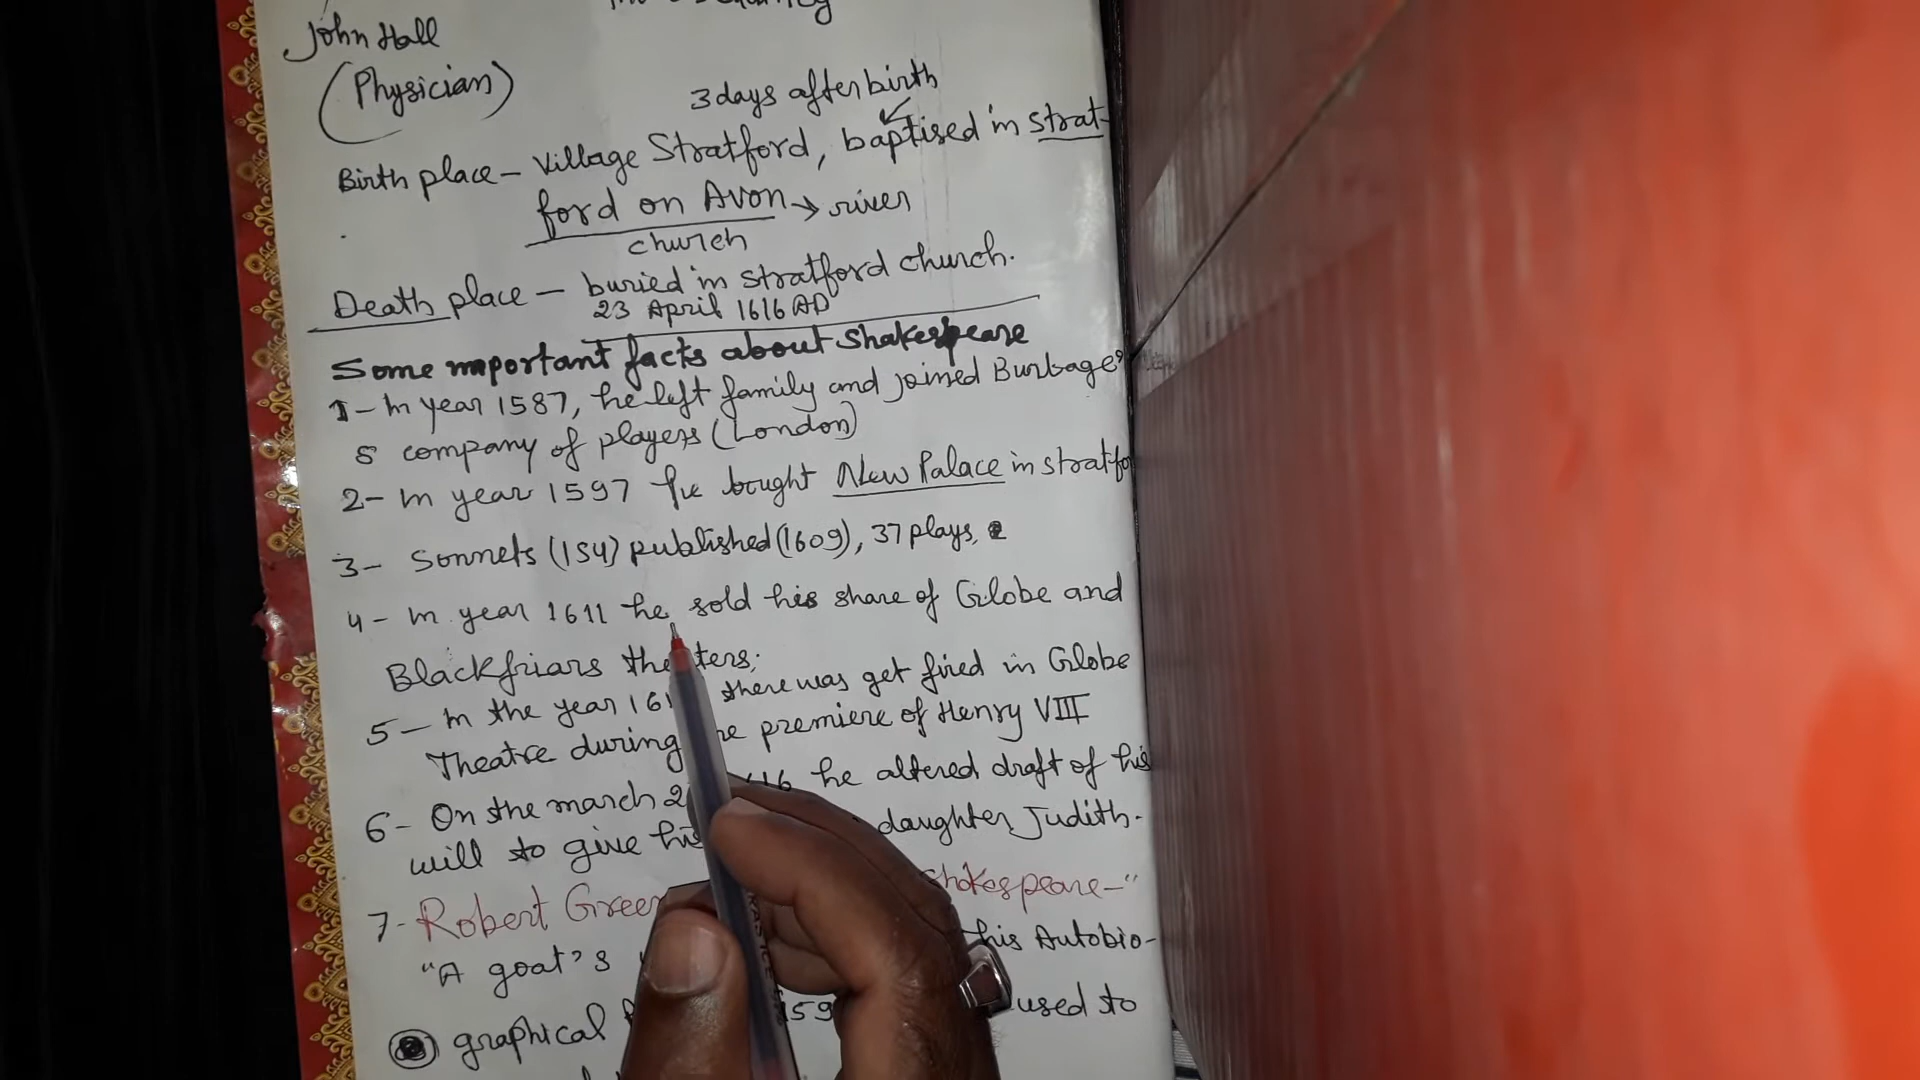 John Hall
(Physician)
3 days after birth
Birth place - Village Stratford, baptised in Strat-
ford on Avon → river
church
Death place - buried in Stratford church.
23 April 1616 AD
Some important facts about Shakespeare
1- In year 1587, he left family and joined Burbage'
s company of players (London)
2- In year 1597 he bought New Palace in stratfo
3- Sonnets (154) published (1609), 37 plays,
4- In year 1611 he sold his share of Globe and
Blackfriars theters;
5- In the year 161 there was get fired in Globe
Theatre during premiere of Henry VIII
6- On the march 2 he altered draft of his
will to give his daughter Judith.
7- Robert Green Shakespeare-"
"A goat's his Autobio-
graphical 159 used to